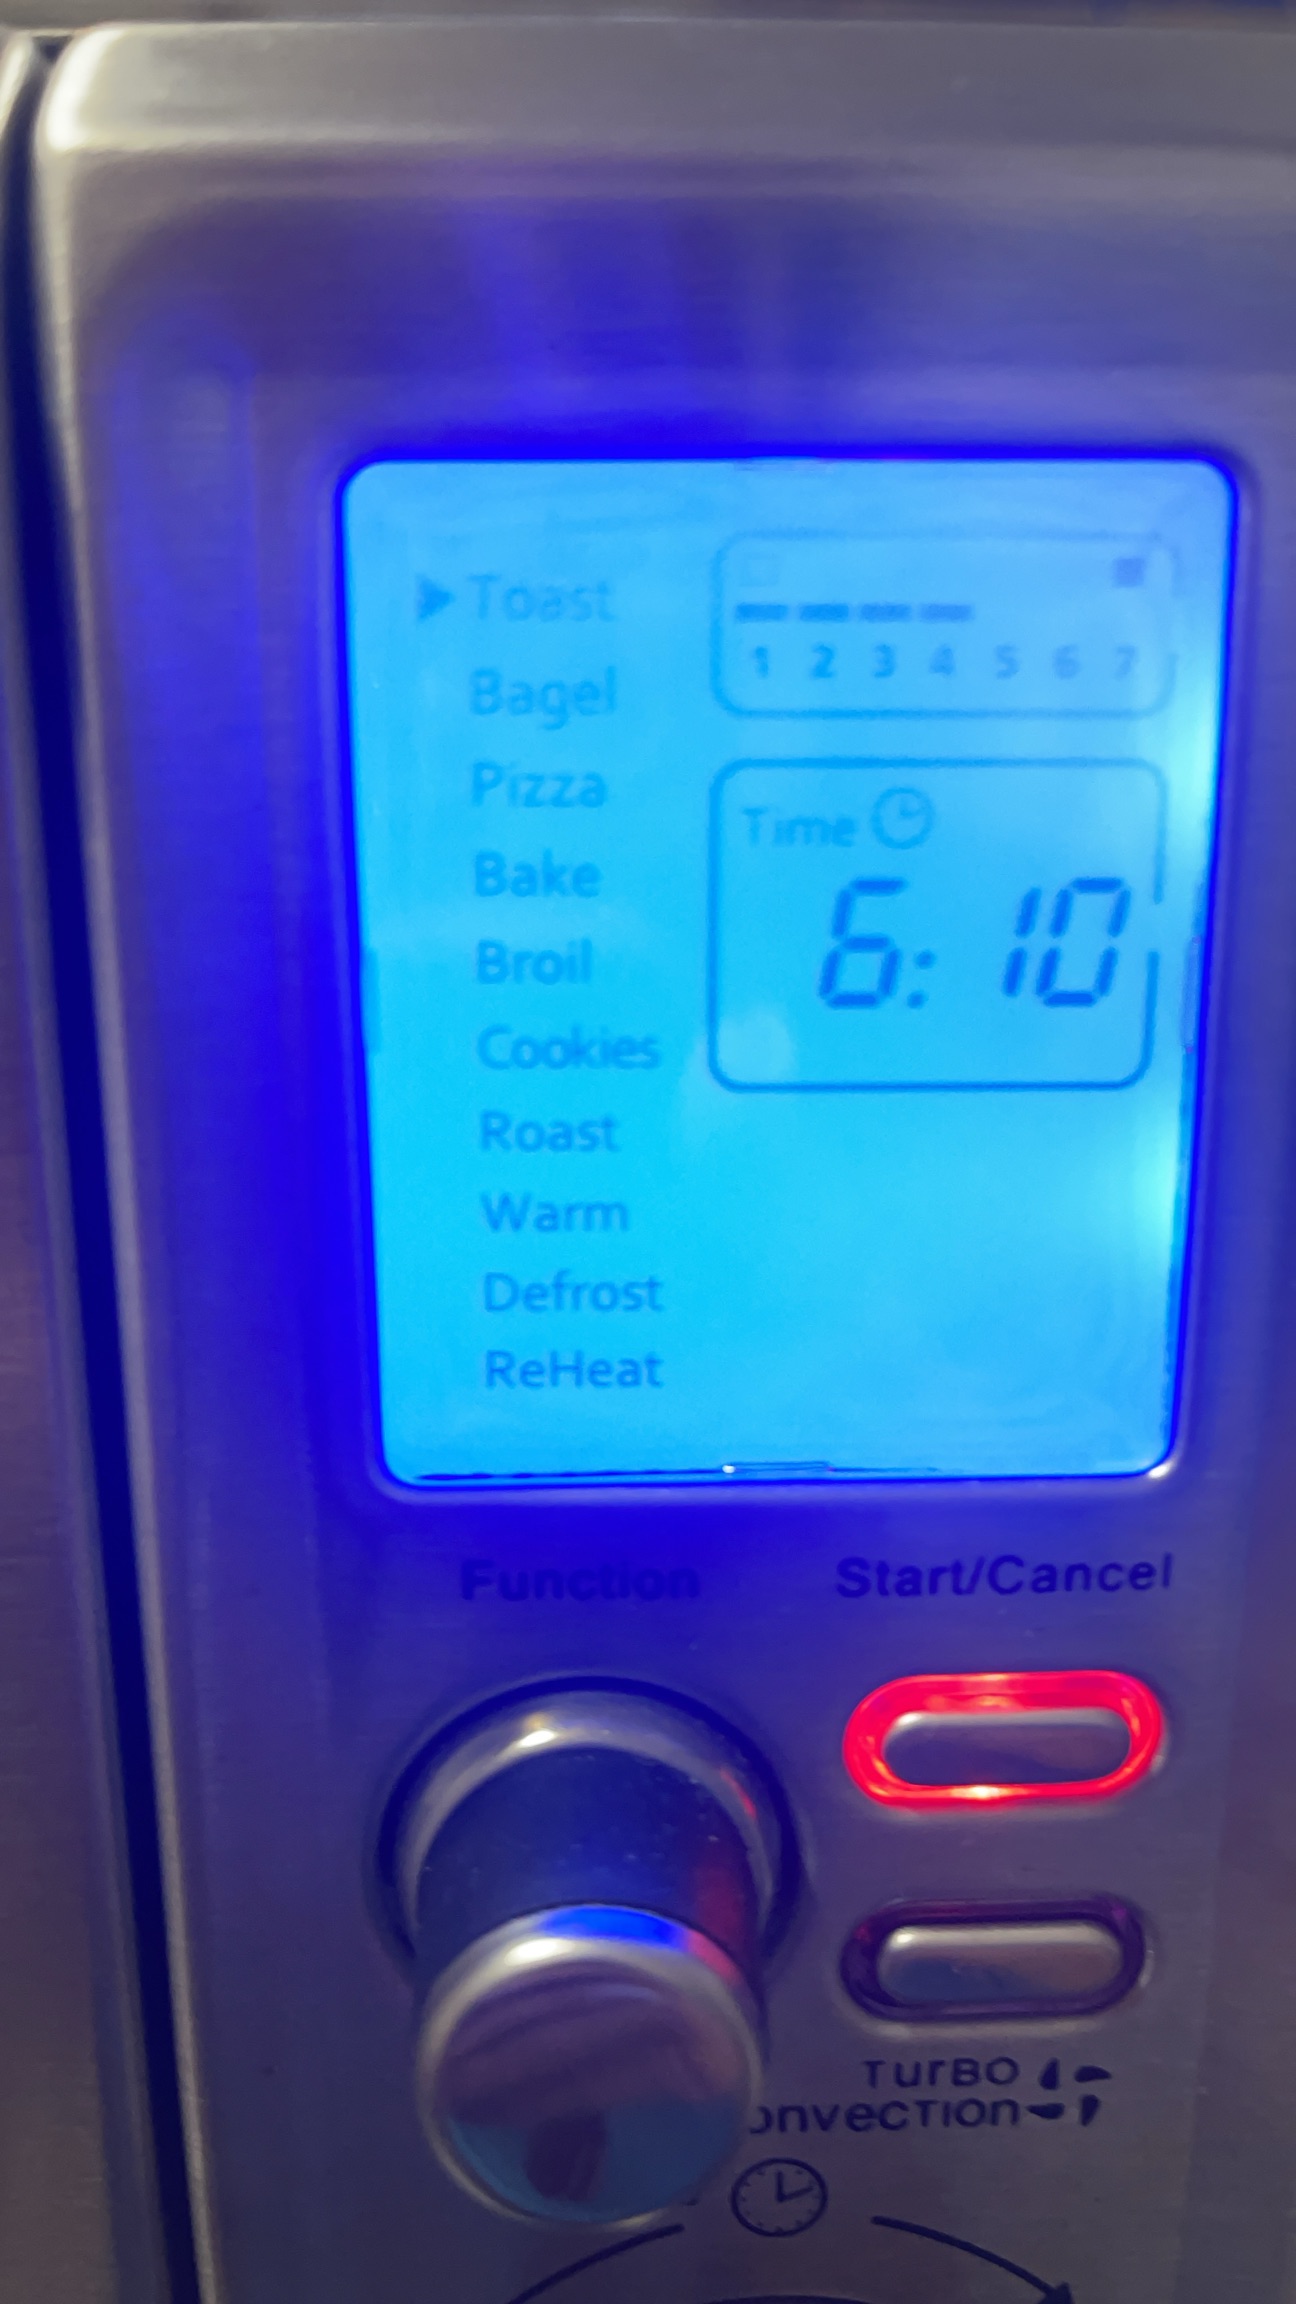 Toast
Bagel
Pizza
Bake
Broil
Cookies
Roast
Warm
Defrost
ReHeat
1 2 3 4 5 6 7
Time
6:10
Function
Start/Cancel
Turbo
onvection